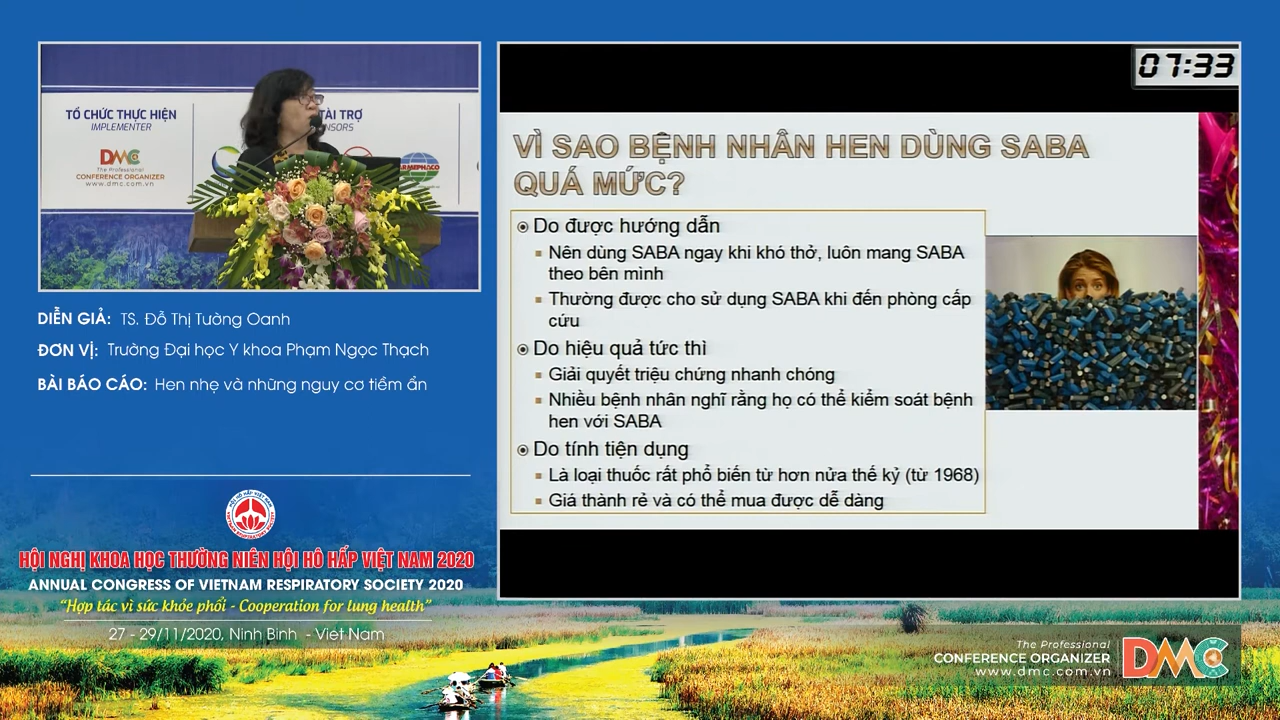 TỔ CHỨC THỰC HIỆN
IMPLEMENTER
DMC
The Professional
CONFERENCE ORGANIZER
www.dmc.com.vn
TÀI TRỢ
DIỄN GIẢ: TS. Đỗ Thị Tường Oanh
ĐƠN VỊ: Trường Đại học Y khoa Phạm Ngọc Thạch
BÀI BÁO CÁO: Hen nhẹ và những nguy cơ tiềm ẩn
HỘI HÔ HẤP VIỆT NAM
HỘI NGHỊ KHOA HỌC THƯỜNG NIÊN HỘI HÔ HẤP VIỆT NAM 2020
ANNUAL CONGRESS OF VIETNAM RESPIRATORY SOCIETY 2020
“Hợp tác vì sức khỏe phổi - Cooperation for lung health”
27 - 29/11/2020, Ninh Bình - Việt Nam
07:33
VÌ SAO BỆNH NHÂN HEN DÙNG SABA
QUÁ MỨC?
Do được hướng dẫn
Nên dùng SABA ngay khi khó thở, luôn mang SABA
theo bên mình
Thưởng được cho sử dụng SABA khi đến phòng cấp
cứu
Do hiệu quả tức thì
Giải quyết triệu chứng nhanh chóng
Nhiều bệnh nhân nghĩ rằng họ có thể kiểm soát bệnh
hen với SABA
Do tính tiện dụng
Là loại thuốc rất phổ biến từ hơn nửa thế kỷ (từ 1968)
Giá thành rẻ và có thể mua được dễ dàng
The Professional
CONFERENCE ORGANIZER
www.dmc.com.vn
DMC